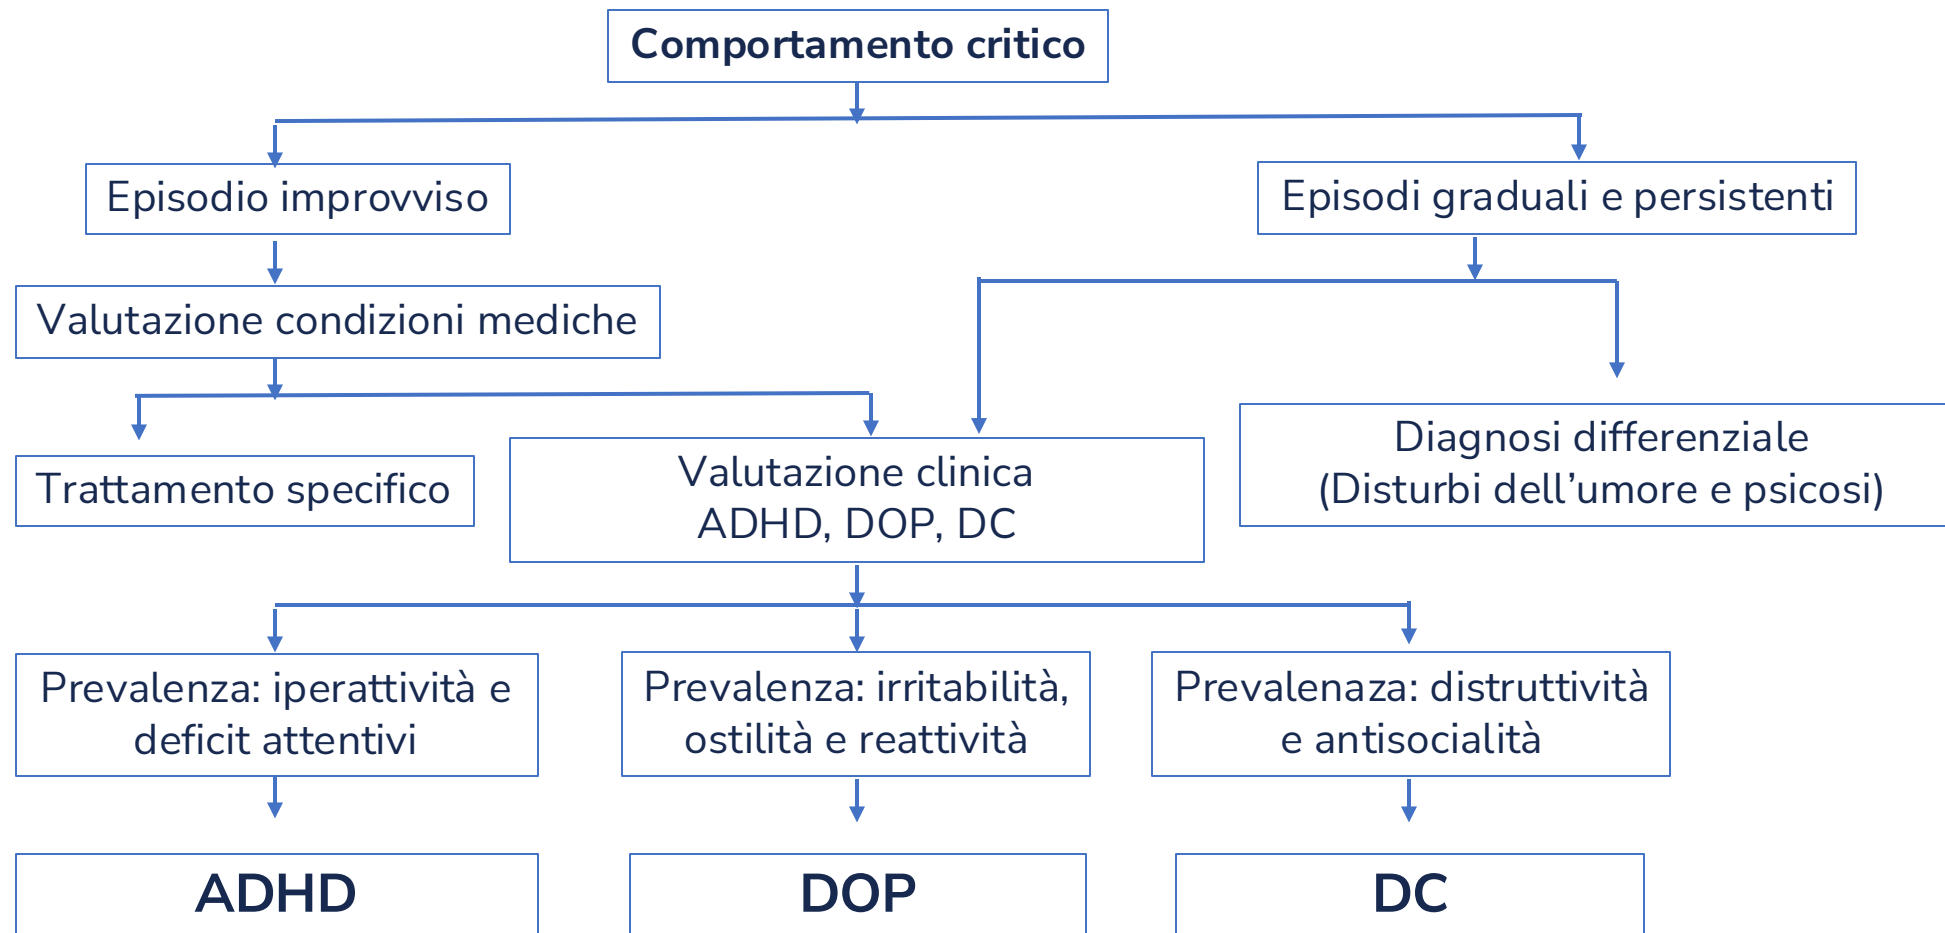 Comportamento critico
Episodio improvviso
Episodi graduali e persistenti
Valutazione condizioni mediche
Trattamento specifico
Valutazione clinica
ADHD, DOP, DC
Diagnosi differenziale
(Disturbi dell’umore e psicosi)
Prevalenza: iperattività e
deficit attentivi
Prevalenza: irritabilità,
ostilità e reattività
Prevalenaza: distruttività
e antisocialità
ADHD
DOP
DC